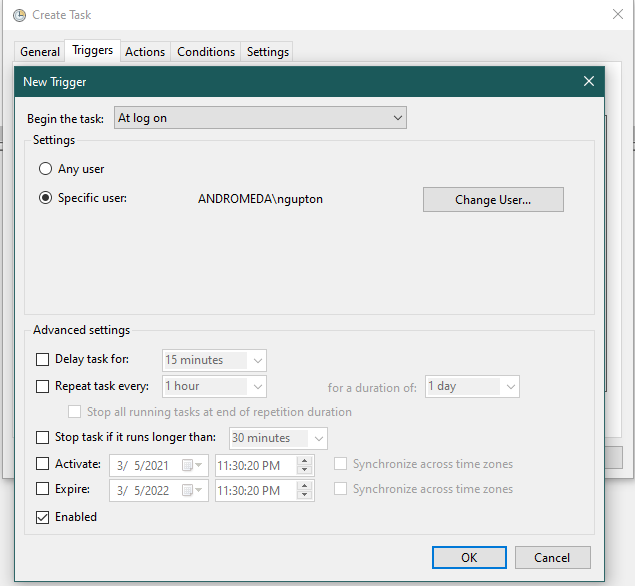 Create Task
General Triggers Actions Conditions Settings
New Trigger
Begin the task: At log on
Settings
Any user
Specific user: ANDROMEDA\ngupton Change User...
Advanced settings
Delay task for: 15 minutes
Repeat task every: 1 hour for a duration of: 1 day
Stop all running tasks at end of repetition duration
Stop task if it runs longer than: 30 minutes
Activate: 3/ 5/2021 11:30:20 PM Synchronize across time zones
Expire: 3/ 5/2022 11:30:20 PM Synchronize across time zones
Enabled
OK Cancel